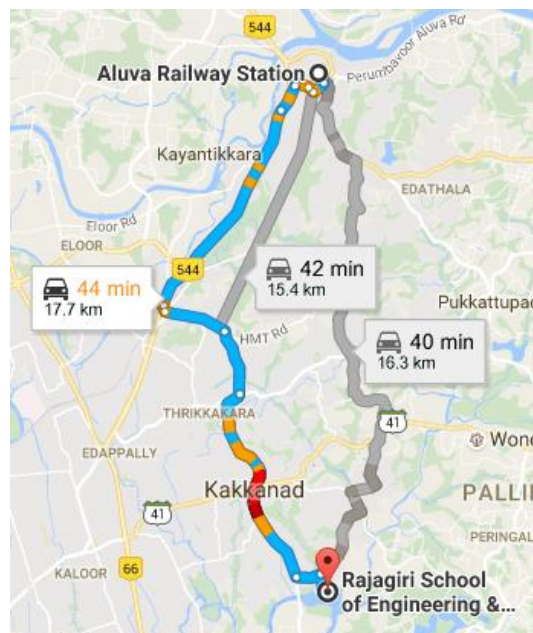 544
Aluva Railway Station
Perumbavoor Aluva Rd
Kayantikkara
EDATHALA
Eloor Rd
ELOOR
544
42 min
15.4 km
44 min
17.7 km
Pukkattupa
HMT Rd
40 min
16.3 km
THRIKKAKARA
41
EDAPPALLY
Wone
Kakkanad
PALLI
41
PERINGAL
KALOOR
66
Rajagiri School
of Engineering &...